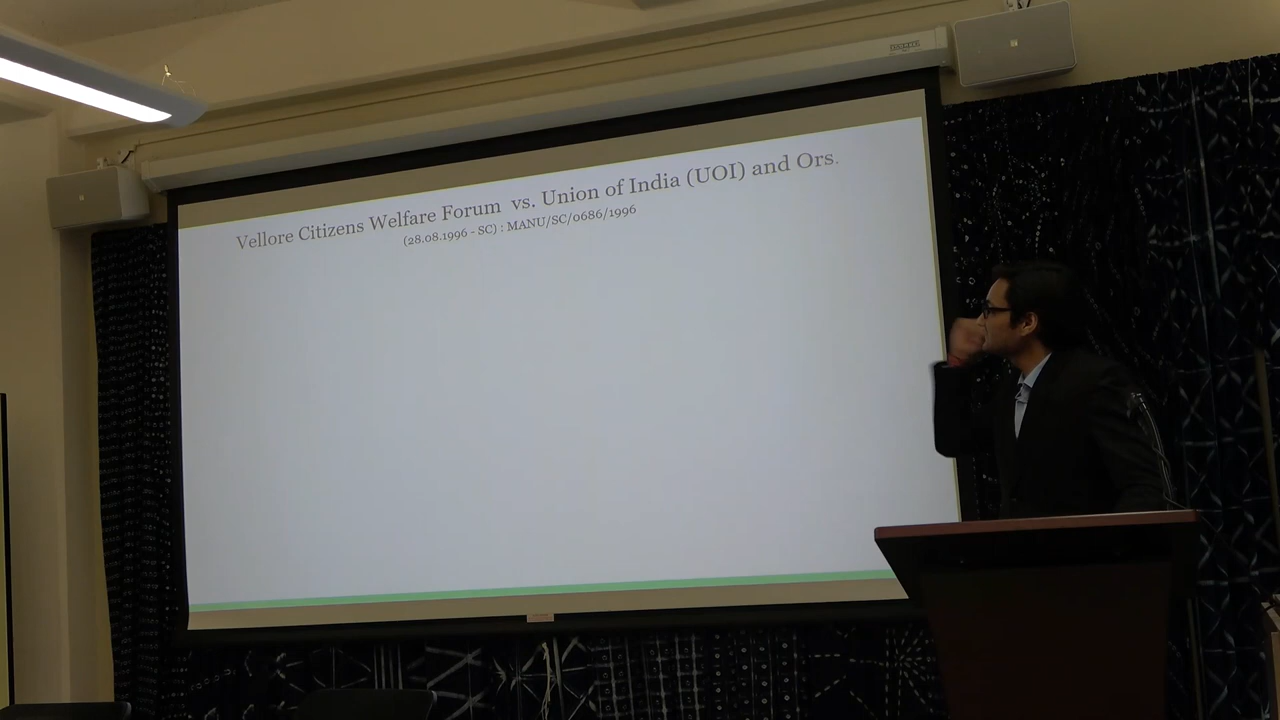 Vellore Citizens Welfare Forum vs. Union of India (UOI) and Ors.
(28.08.1996 - SC) : MANU/SC/0686/1996